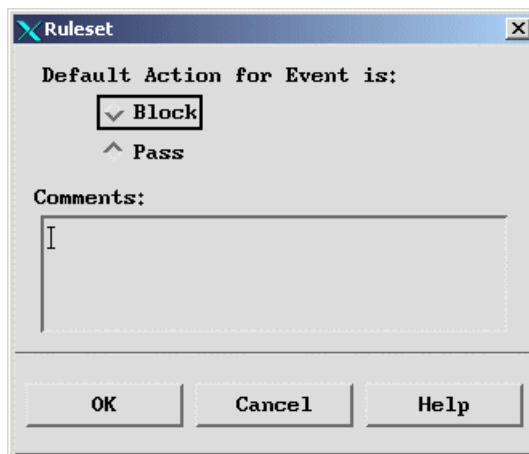 Ruleset
Default Action for Event is:
Block
Pass
Comments:
OK Cancel Help